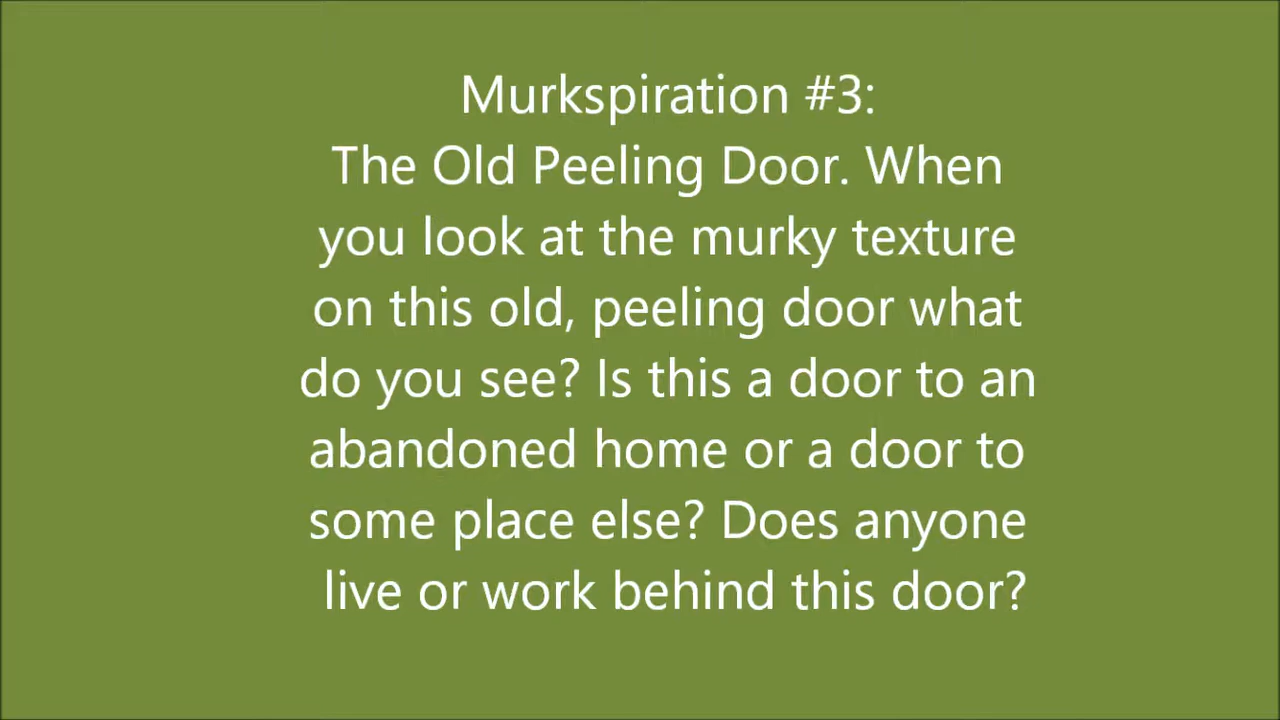 Murkspiration #3:
The Old Peeling Door. When
you look at the murky texture
on this old, peeling door what
do you see? Is this a door to an
abandoned home or a door to
some place else? Does anyone
live or work behind this door?